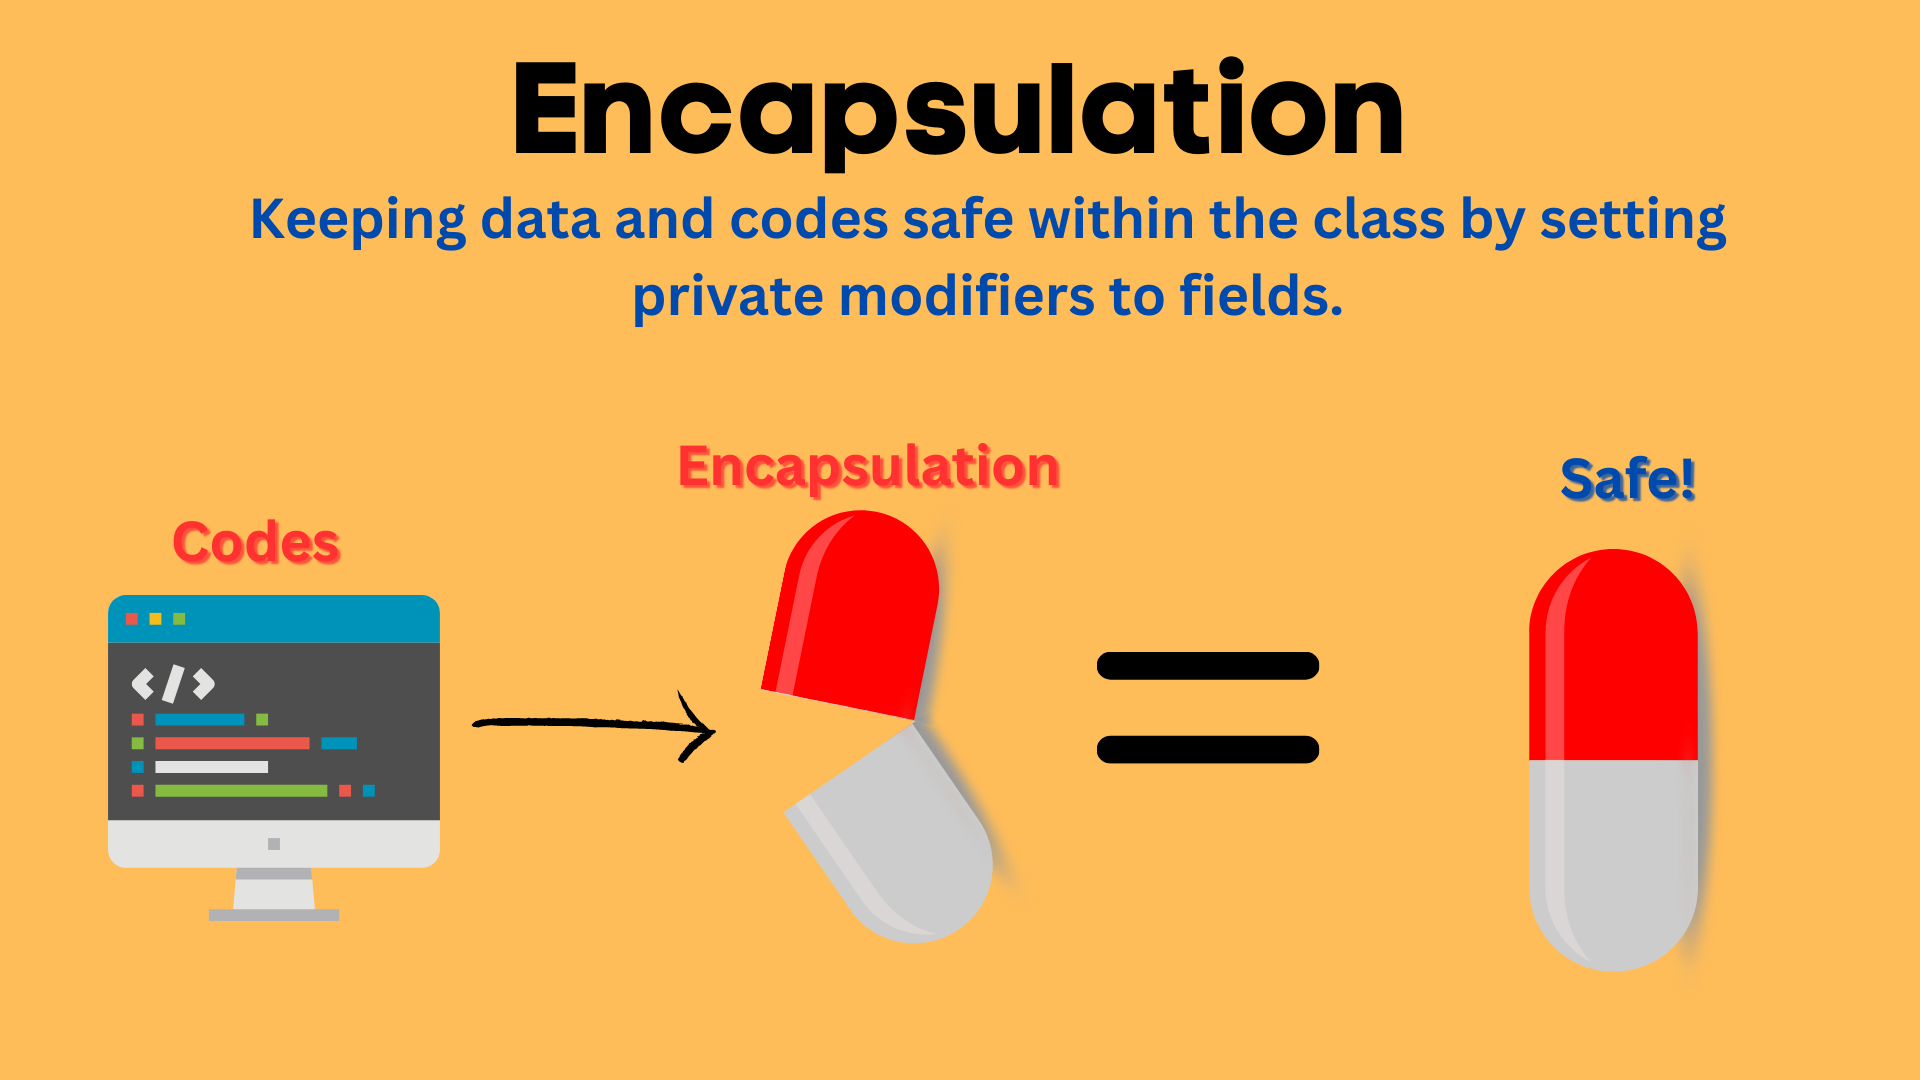 Encapsulation
Keeping data and codes safe within the class by setting
private modifiers to fields.
Encapsulation
Safe!
Codes
</>